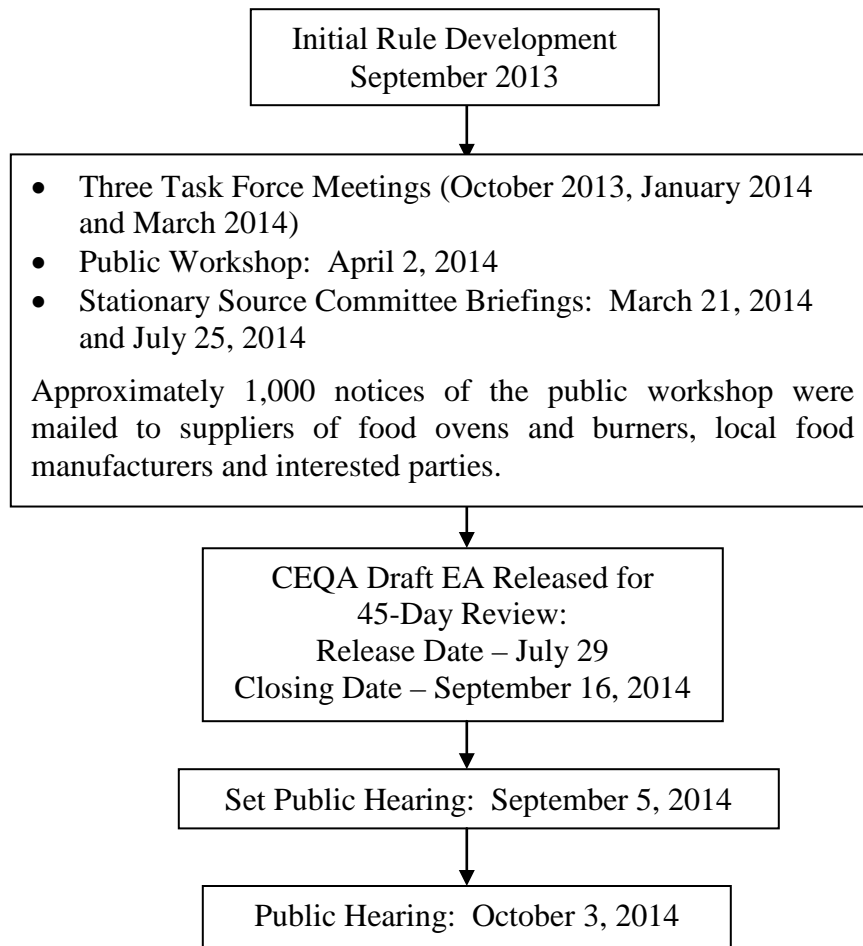 Initial Rule Development
September 2013
• Three Task Force Meetings (October 2013, January 2014
and March 2014)
• Public Workshop: April 2, 2014
• Stationary Source Committee Briefings: March 21, 2014
and July 25, 2014
Approximately 1,000 notices of the public workshop were
mailed to suppliers of food ovens and burners, local food
manufacturers and interested parties.
CEQA Draft EA Released for
45-Day Review:
Release Date – July 29
Closing Date – September 16, 2014
Set Public Hearing: September 5, 2014
Public Hearing: October 3, 2014